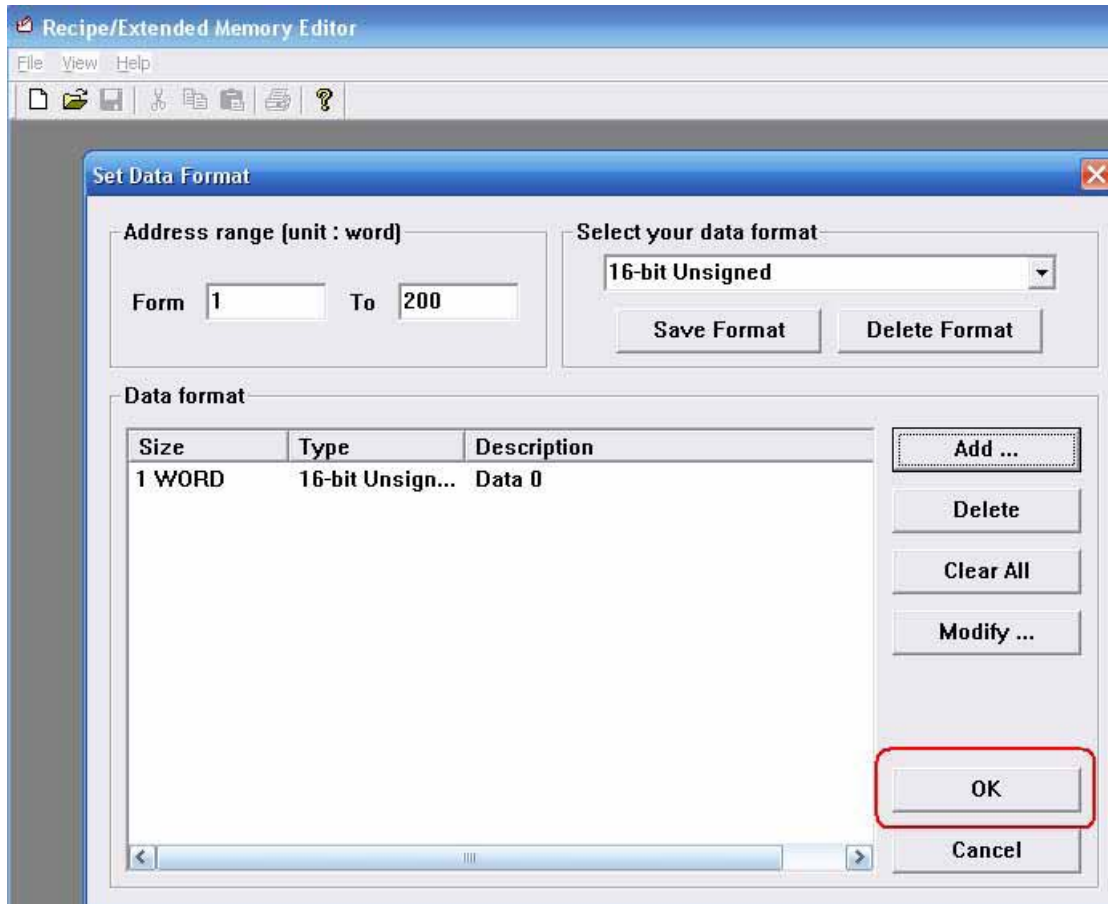 Recipe/Extended Memory Editor
File View Help
Set Data Format
Address range (unit : word)
Form 1 To 200
Select your data format
16-bit Unsigned
Save Format Delete Format
Data format
Size Type Description
1 WORD 16-bit Unsign... Data 0
Add ...
Delete
Clear All
Modify ...
OK
Cancel